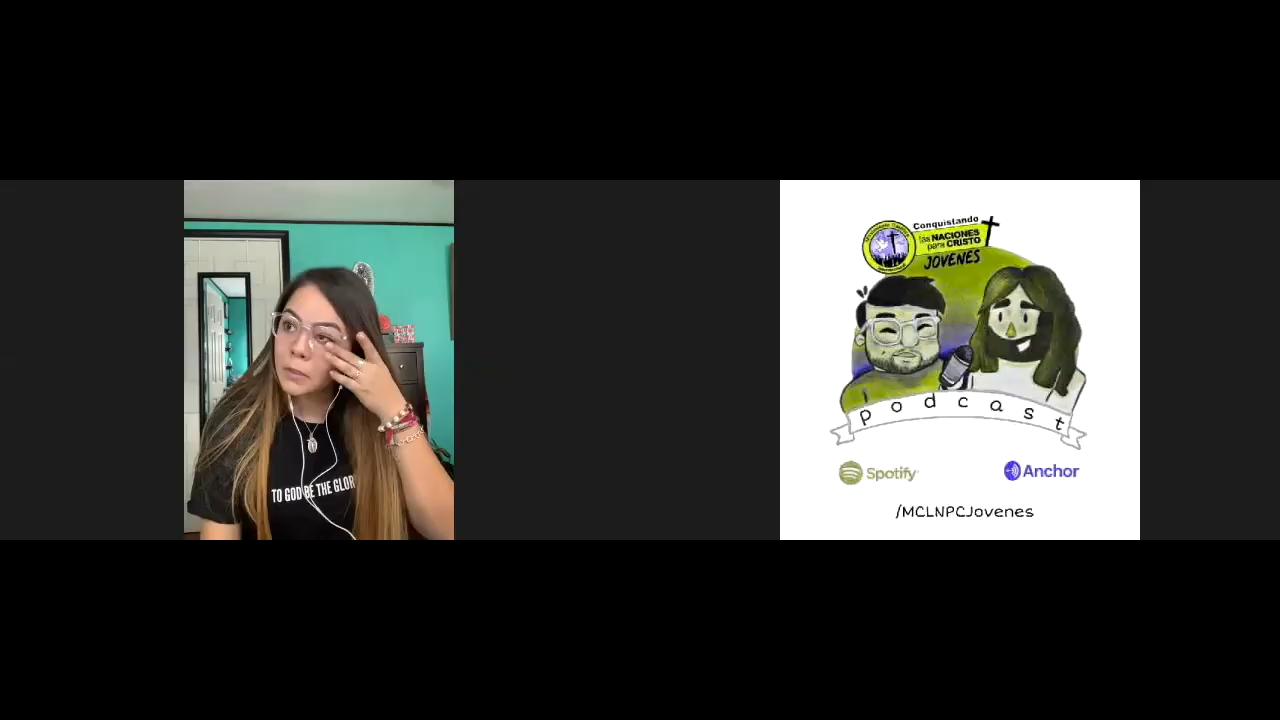 TO GOD BE THE GLOR
Conquistando
las NACIONES
para CRISTO
JOVENES
podcast
Spotify
Anchor
/MCLNPCJovenes